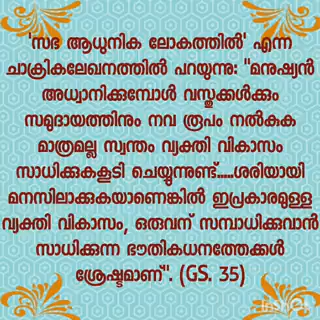 'സഭ ആധുനിക ലോകത്തിൽ' എന്ന
ചാക്രികലേഖനത്തിൽ പറയുന്നു: "മനുഷ്യൻ
അധ്വാനിക്കുമ്പോൾ വസ്തുക്കൾക്കും
സമുദായത്തിനും നവ രൂപം നൽകുക
മാത്രമല്ല സ്വന്തം വ്യക്തി വികാസം
സാധിക്കുകകൂടി ചെയ്യുന്നുണ്ട്.....ശരിയായി
മനസിലാക്കുകയാണെങ്കിൽ ഇപ്രകാരമുള്ള
വ്യക്തി വികാസം, ഒരുവന് സമ്പാധിക്കുവാൻ
സാധിക്കുന്ന ഭൗതികധനത്തേക്കൾ
ശ്രേഷ്ടമാണ്". (GS. 35)